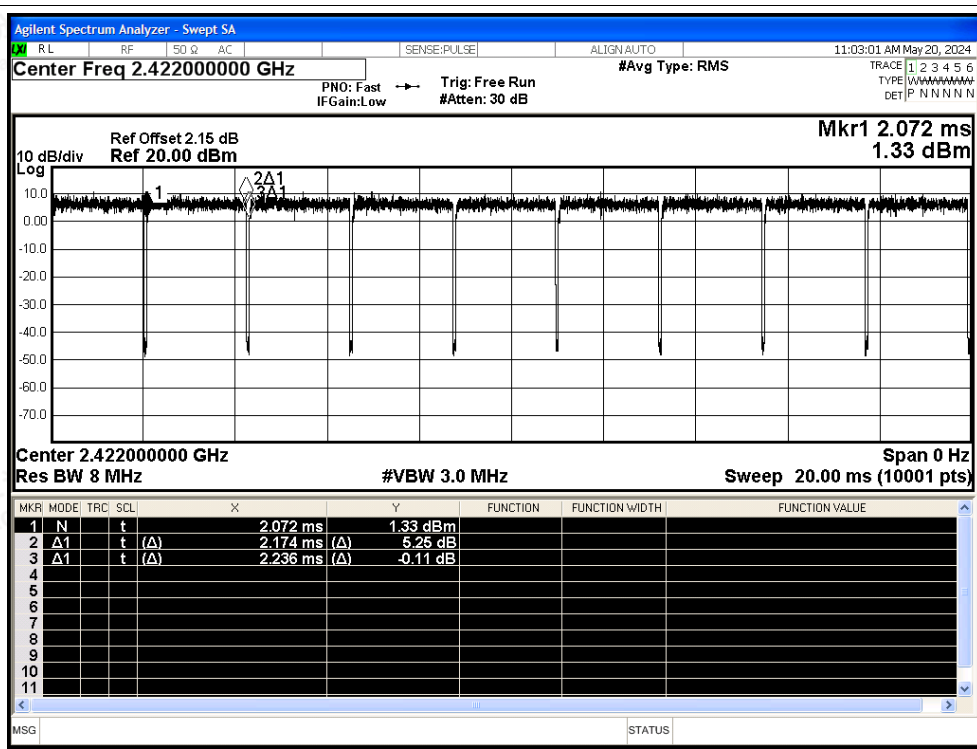 Agilent Spectrum Analyzer - Swept SA
LXI RL RF 50 Ω AC SENSE:PULSE ALIGN AUTO 11:03:01 AM May 20, 2024
Center Freq 2.422000000 GHz #Avg Type: RMS TRACE 1 2 3 4 5 6
PNO: Fast Trig: Free Run TYPE
IFGain:Low #Atten: 30 dB DET P N N N N N
Ref Offset 2.15 dB Mkr1 2.072 ms
10 dB/div Ref 20.00 dBm 1.33 dBm
Log
2Δ1
10.0 1 3Δ1
0.00
-10.0
-20.0
-30.0
-40.0
-50.0
-60.0
-70.0
Center 2.422000000 GHz Span 0 Hz
Res BW 8 MHz #VBW 3.0 MHz Sweep 20.00 ms (10001 pts)
MKR MODE TRC SCL X Y FUNCTION FUNCTION WIDTH FUNCTION VALUE
1 N t 2.072 ms 1.33 dBm
2 Δ1 t (Δ) 2.174 ms (Δ) 5.25 dB
3 Δ1 t (Δ) 2.236 ms (Δ) -0.11 dB
4
5
6
7
8
9
10
11
MSG STATUS